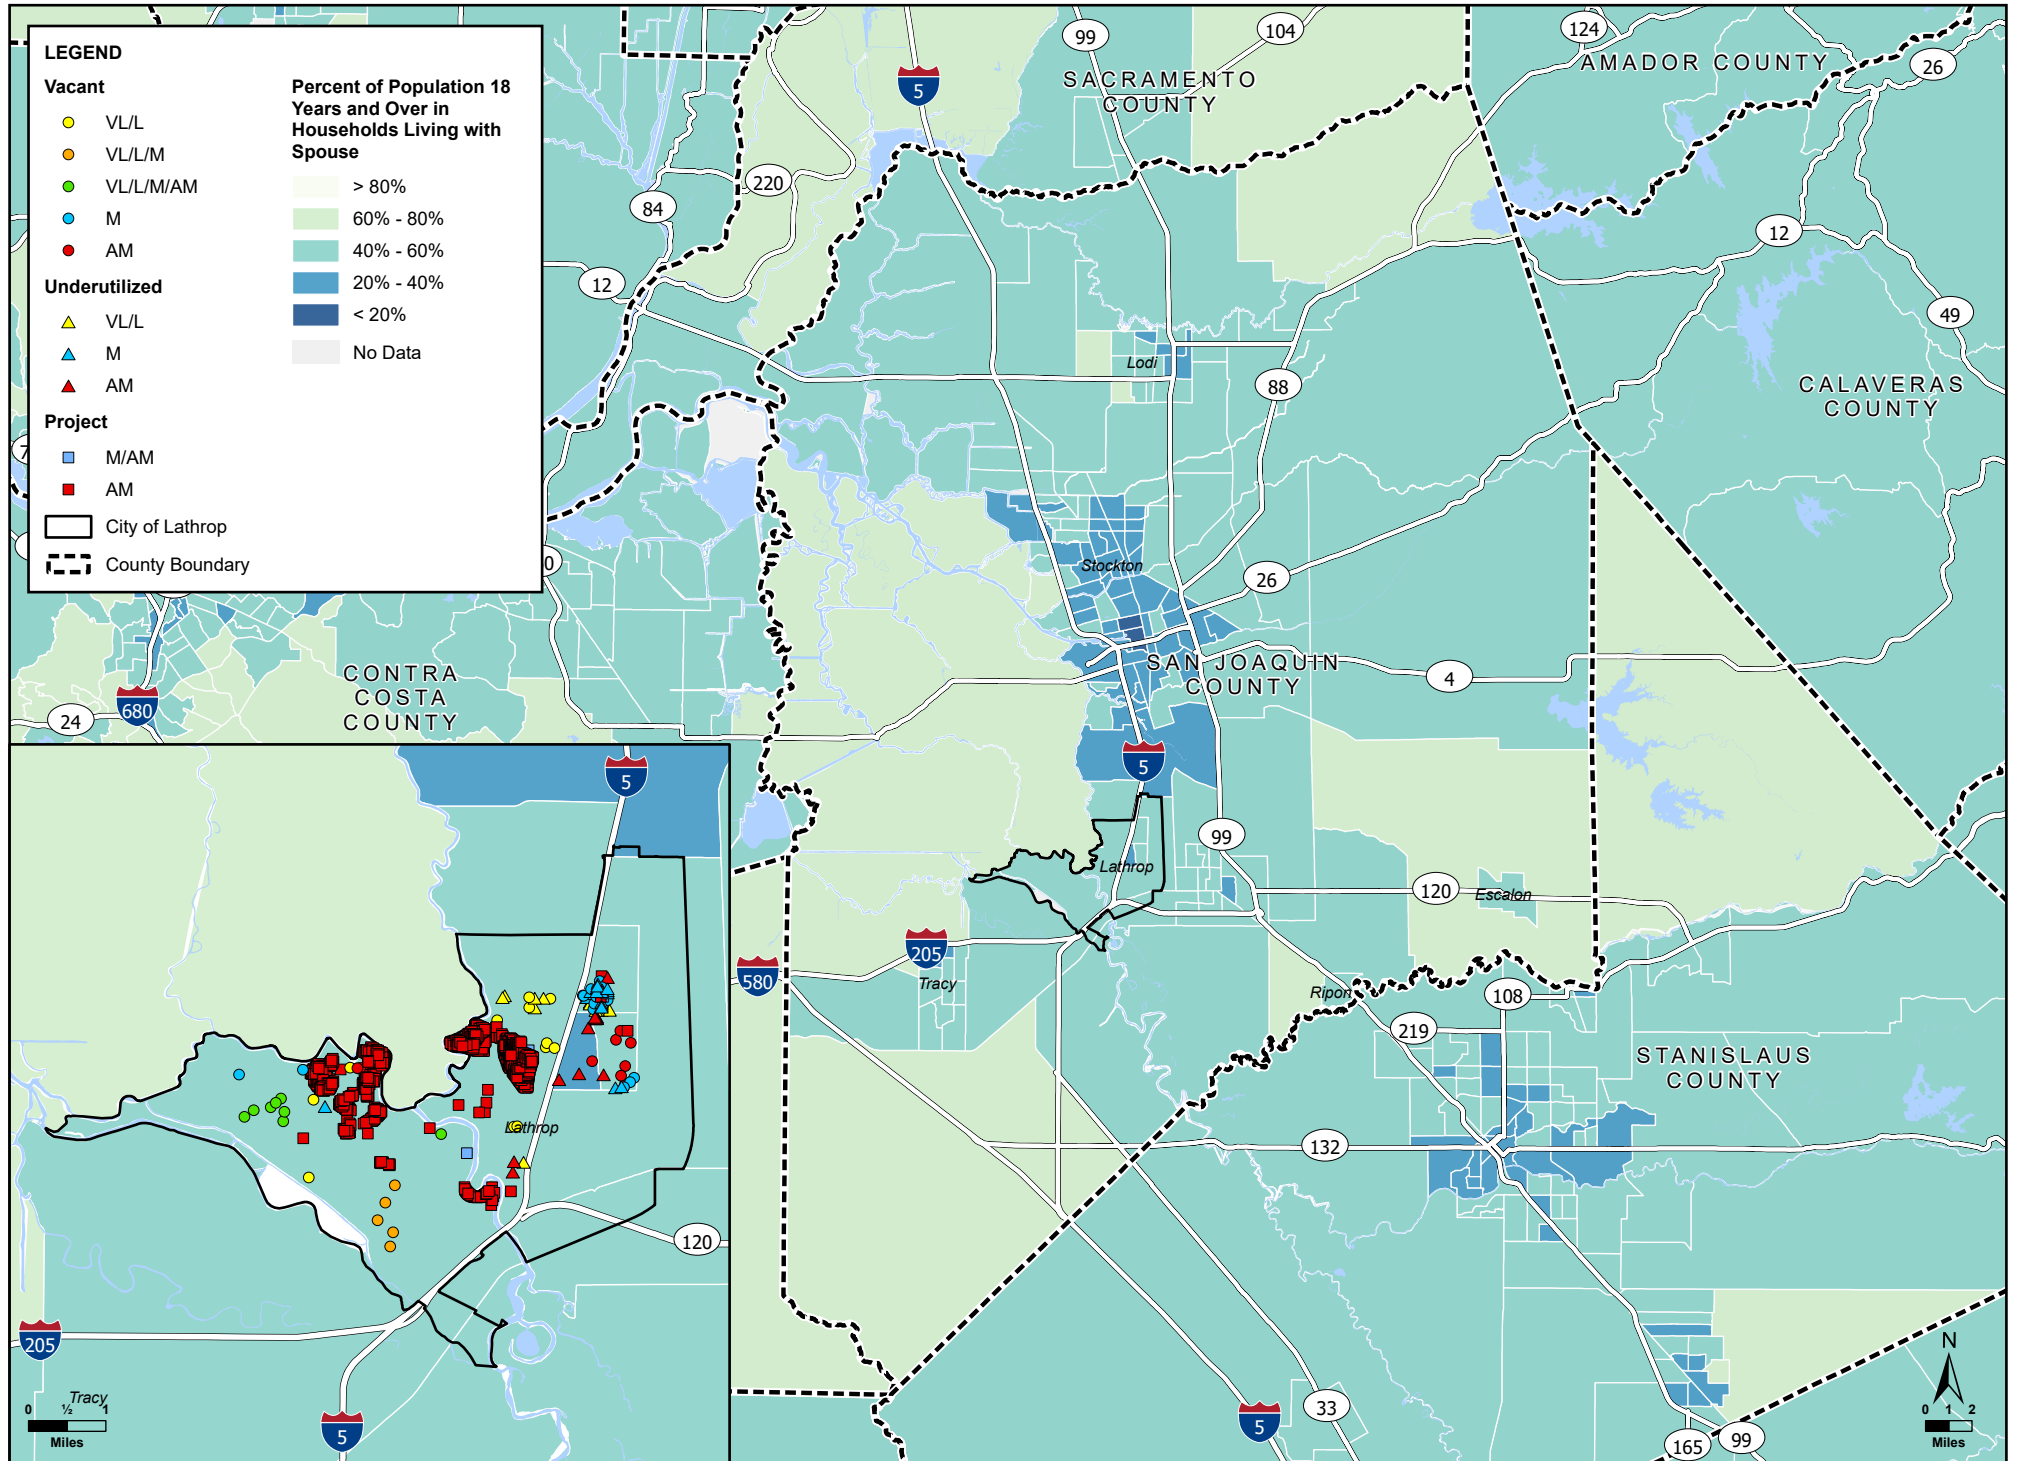 LEGEND
Vacant
VL/L
VL/L/M
VL/L/M/AM
M
AM
Underutilized
VL/L
M
AM
Project
M/AM
AM
City of Lathrop
County Boundary
Percent of Population 18
Years and Over in
Households Living with
Spouse
> 80%
60% - 80%
40% - 60%
20% - 40%
< 20%
No Data
5
99
104
124
26
SACRAMENTO
COUNTY
AMADOR COUNTY
220
84
12
12
49
Lodi
88
CALAVERAS
COUNTY
Stockton
26
0
CONTRA
COSTA
COUNTY
SAN JOAQUIN
COUNTY
4
24
680
5
99
Lathrop
120
Escalon
205
580
Tracy
Ripon
108
219
STANISLAUS
COUNTY
132
33
5
165
99
N
0 1 2
Miles
5
Lathrop
120
205
Tracy
0 ½ 1
Miles
5